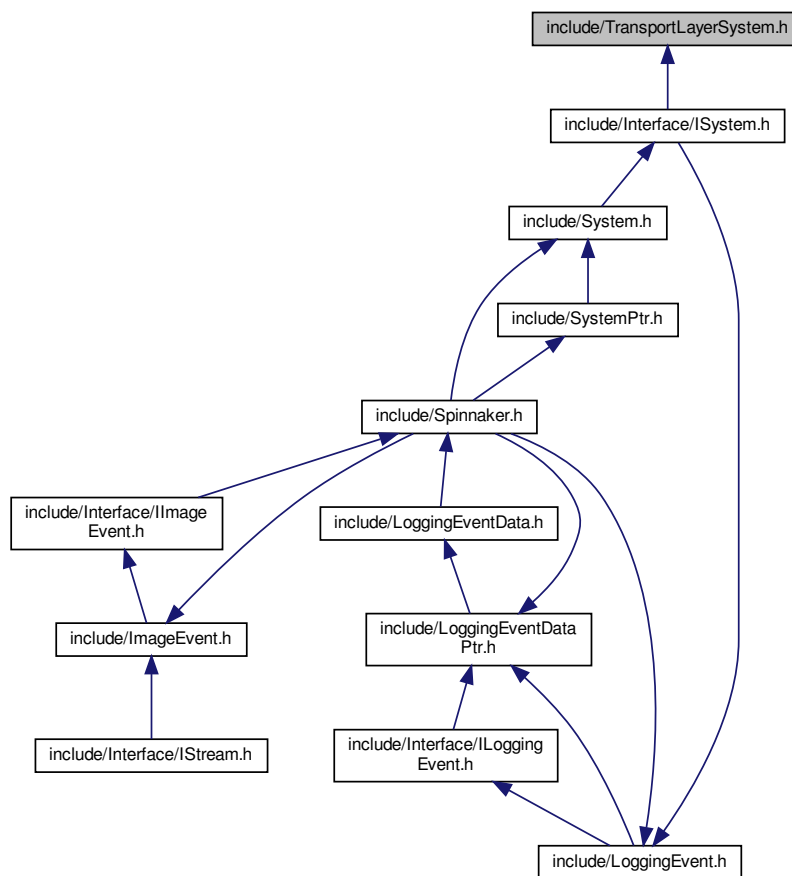 include/TransportLayerSystem.h
include/Interface/ISystem.h
include/System.h
include/SystemPtr.h
include/Spinnaker.h
include/Interface/IImage
Event.h
include/LoggingEventData.h
include/ImageEvent.h
include/LoggingEventData
Ptr.h
include/Interface/IStream.h
include/Interface/ILogging
Event.h
include/LoggingEvent.h